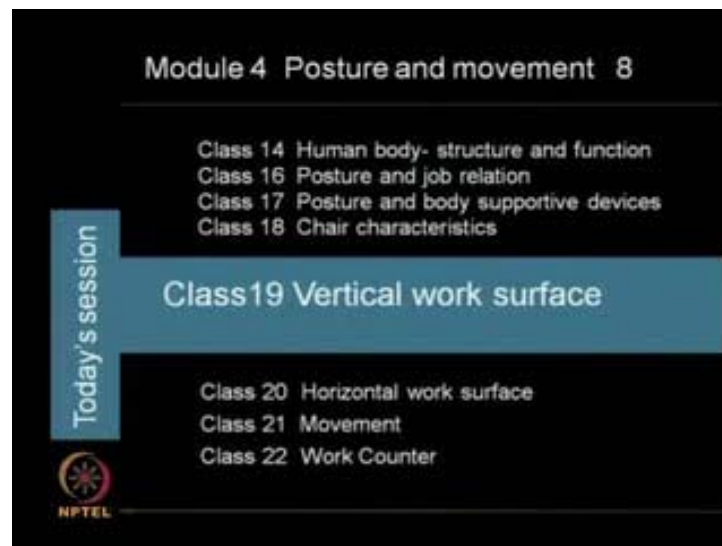 Module 4 Posture and movement 8
Class 14 Human body- structure and function
Class 16 Posture and job relation
Class 17 Posture and body supportive devices
Class 18 Chair characteristics
Today's session
Class19 Vertical work surface
Class 20 Horizontal work surface
Class 21 Movement
Class 22 Work Counter
NPTEL